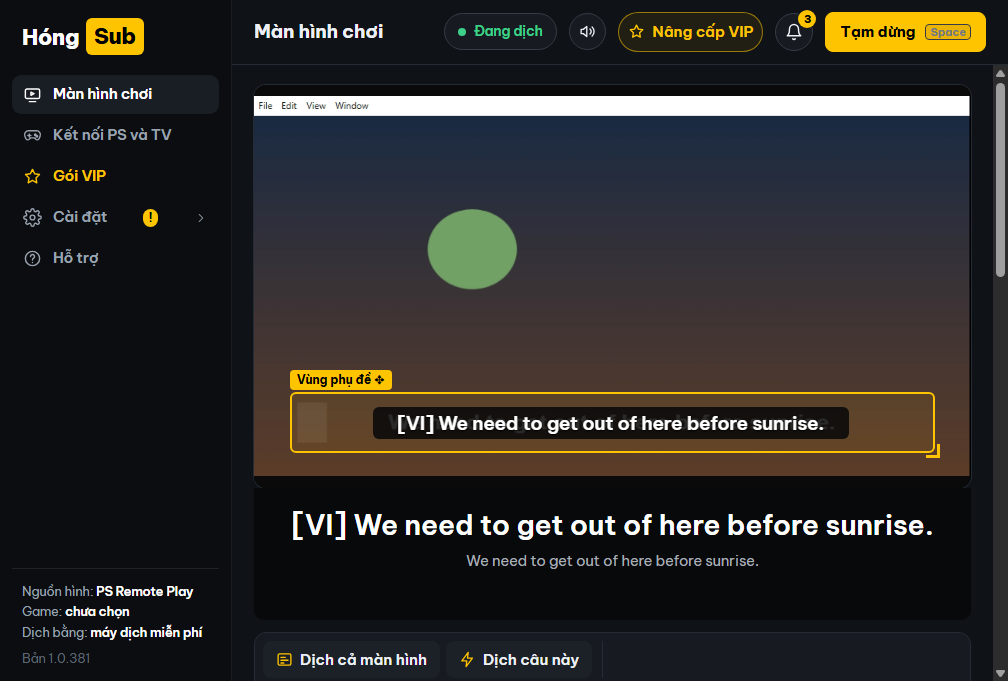 Hóng Sub
Màn hình chơi
Kết nối PS và TV
Gói VIP
Cài đặt !
Hỗ trợ
Nguồn hình: PS Remote Play
Game: chưa chọn
Dịch bằng: máy dịch miễn phí
Bản 1.0.381
Màn hình chơi
Đang dịch
Nâng cấp VIP
3
Tạm dừng Space
File Edit View Window
Vùng phụ đề
[VI] We need to get out of here before sunrise.
[VI] We need to get out of here before sunrise.
We need to get out of here before sunrise.
Dịch cả màn hình
Dịch câu này